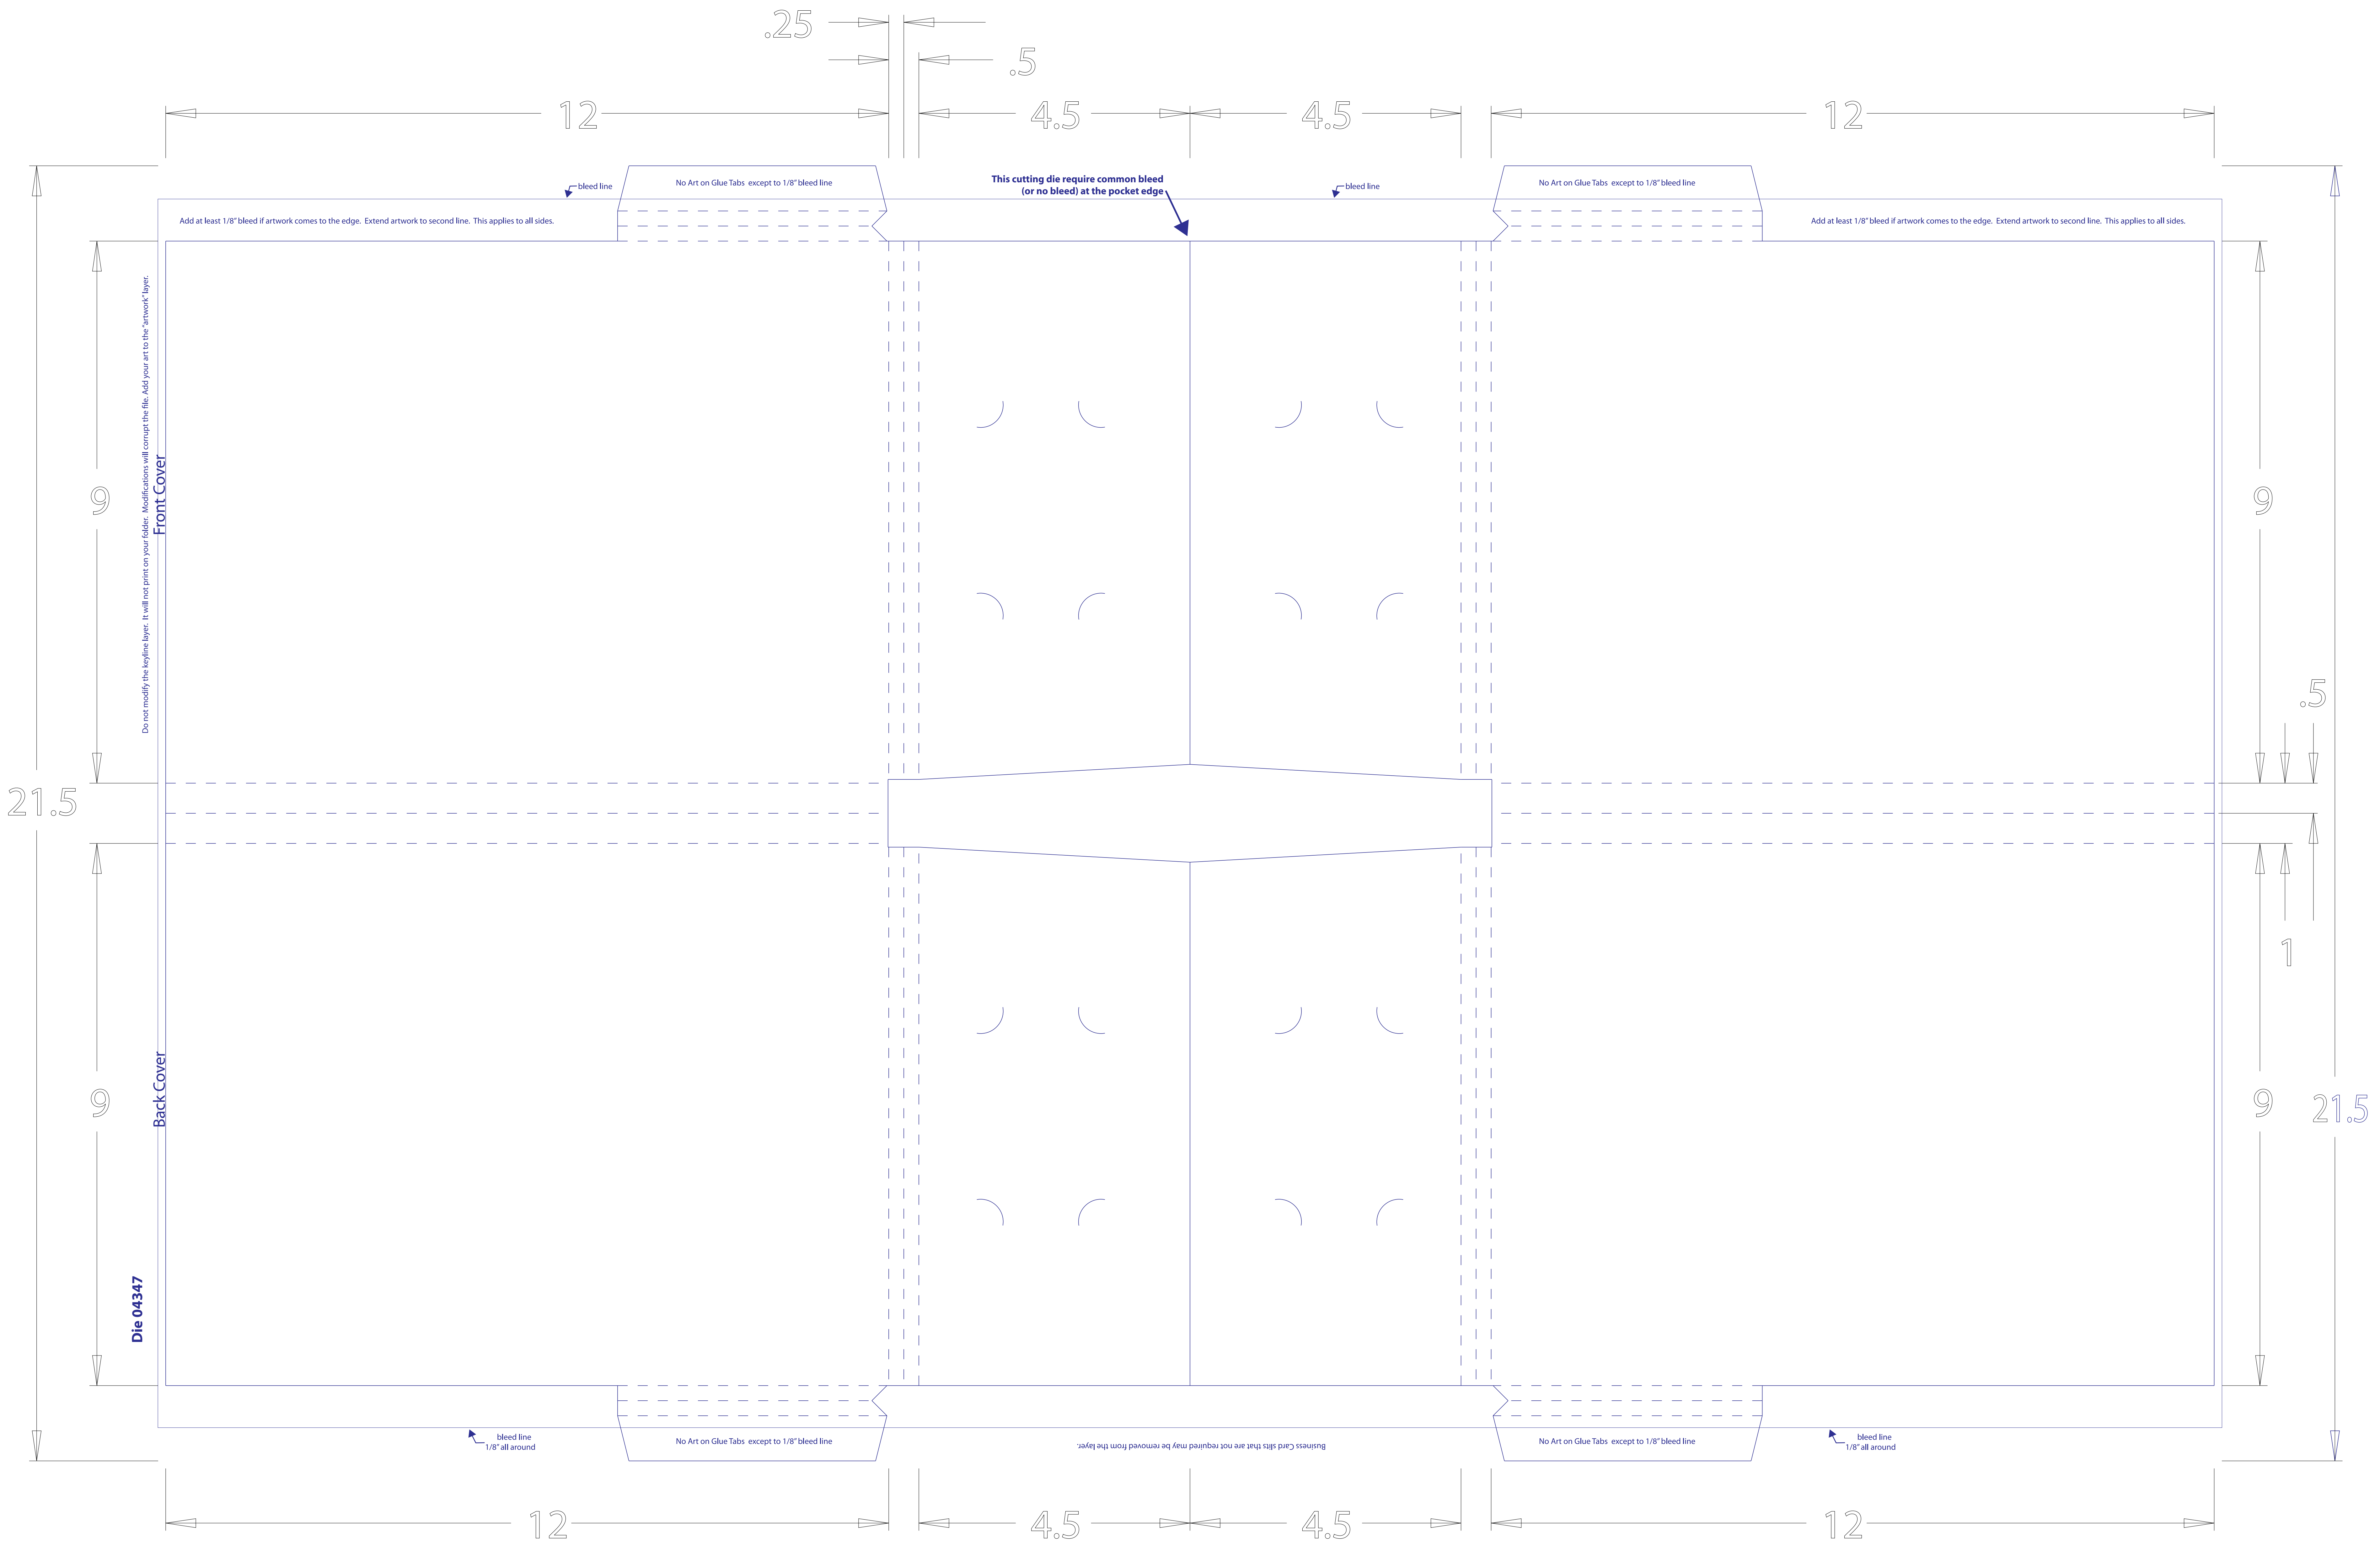 .25
.5
12
4.5
4.5
12
No Art on Glue Tabs  except to 1/8" bleed line
This cutting die require common bleed
(or no bleed) at the pocket edge
No Art on Glue Tabs  except to 1/8" bleed line
bleed line
bleed line
Add at least 1/8" bleed if artwork comes to the edge.  Extend artwork to second line.  This applies to all sides.
Add at least 1/8" bleed if artwork comes to the edge.  Extend artwork to second line.  This applies to all sides.
Do not modify the keyline layer.  It will not print on your folder.  Modifications will corrupt the file. Add your art to the "artwork" layer.
Front Cover
9
9
.5
21.5
1
Back Cover
9
9
21.5
Die 04347
bleed line
1/8" all around
No Art on Glue Tabs  except to 1/8" bleed line
Business Card slits that are not required may be removed from the layer.
No Art on Glue Tabs  except to 1/8" bleed line
bleed line
1/8" all around
12
4.5
4.5
12